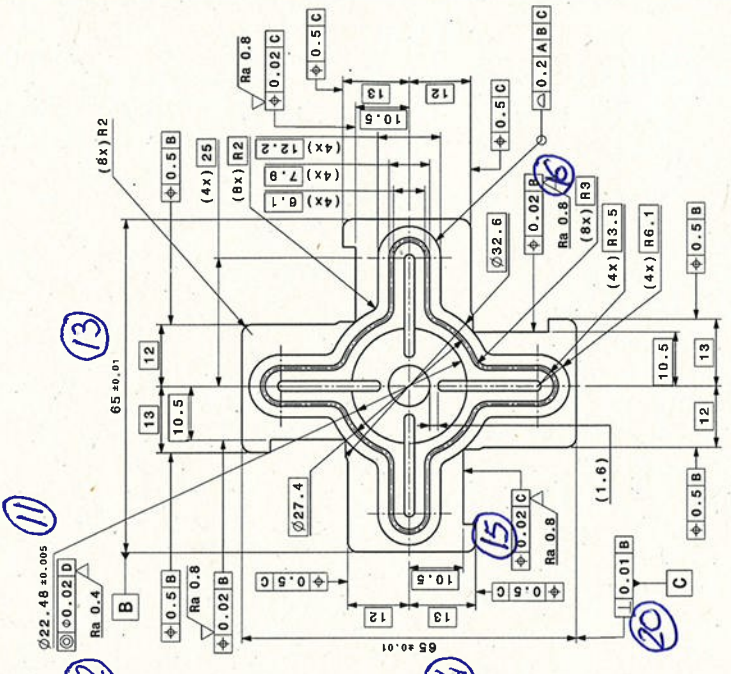 (8x) R2
⌖ 0.5 B
(4x) 25
(8x) R2
Ra 0.8
⌖ 0.02 C
⌖ 0.5 C
13
12
10.5
(4x) 12.2
(4x) 7.9
(4x) 6.1
⌓ 0.2 A B C
⌖ 0.5 C
16
⌖ 0.02 B
Ra 0.8
(8x) R3
(4x) R3.5
(4x) R6.1
⌖ 0.5 B
Ø32.6
13
65 ±0.01
12
13
10.5
11
Ø22.48 ±0.005
◎ Φ 0.02 D
Ra 0.4
B
⌖ 0.5 B
Ra 0.8
⌖ 0.02 B
Ø27.4
⌖ 0.5 C
12
13
10.5
⌖ 0.5 C
15
⌖ 0.02 C
Ra 0.8
(1.6)
10.5
13
12
⌖ 0.5 B
65 ±0.01
⊥ 0.01 B
C
20